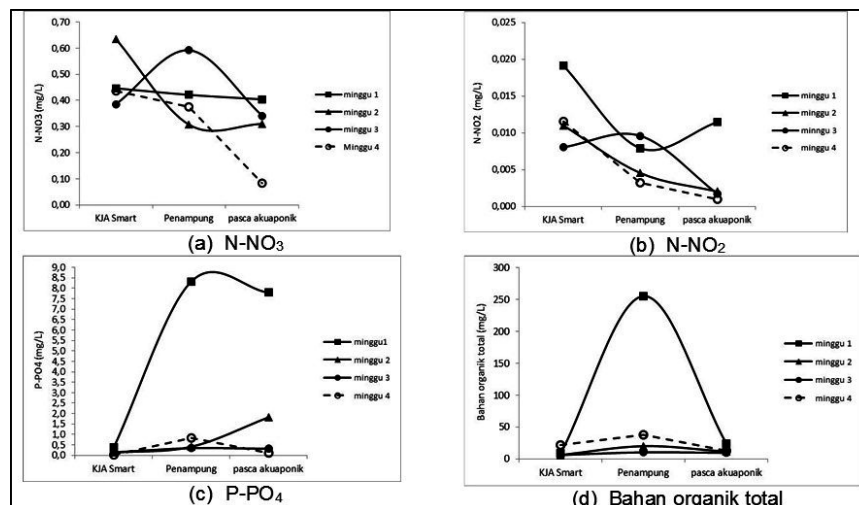 N-NO3 (mg/L)
0,70
0,60
0,50
0,40
0,30
0,20
0,10
0,00
KJA Smart Penampung pasca akuaponik
minggu 1
minggu 2
minggu 3
Minggu 4
(a) N-NO₃
N-NO2 (mg/L)
0,025
0,020
0,015
0,010
0,005
0,000
KJA Smart Penampung pasca akuaponik
minggu 1
minggu 2
minngu 3
minggu 4
(b) N-NO₂
P-PO4 (mg/L)
9,0
8,5
8,0
7,5
7,0
6,5
6,0
5,5
5,0
4,5
4,0
3,5
3,0
2,5
2,0
1,5
1,0
0,5
0,0
KJA Smart Penampung pasca akuaponik
minggu1
minggu 2
minggu 3
minggu 4
(c) P-PO₄
Bahan organik total (mg/L)
300
250
200
150
100
50
0
KJA Smart Penampung pasca akuaponik
minggu 1
minggu 2
minggu 3
minggu 4
(d) Bahan organik total